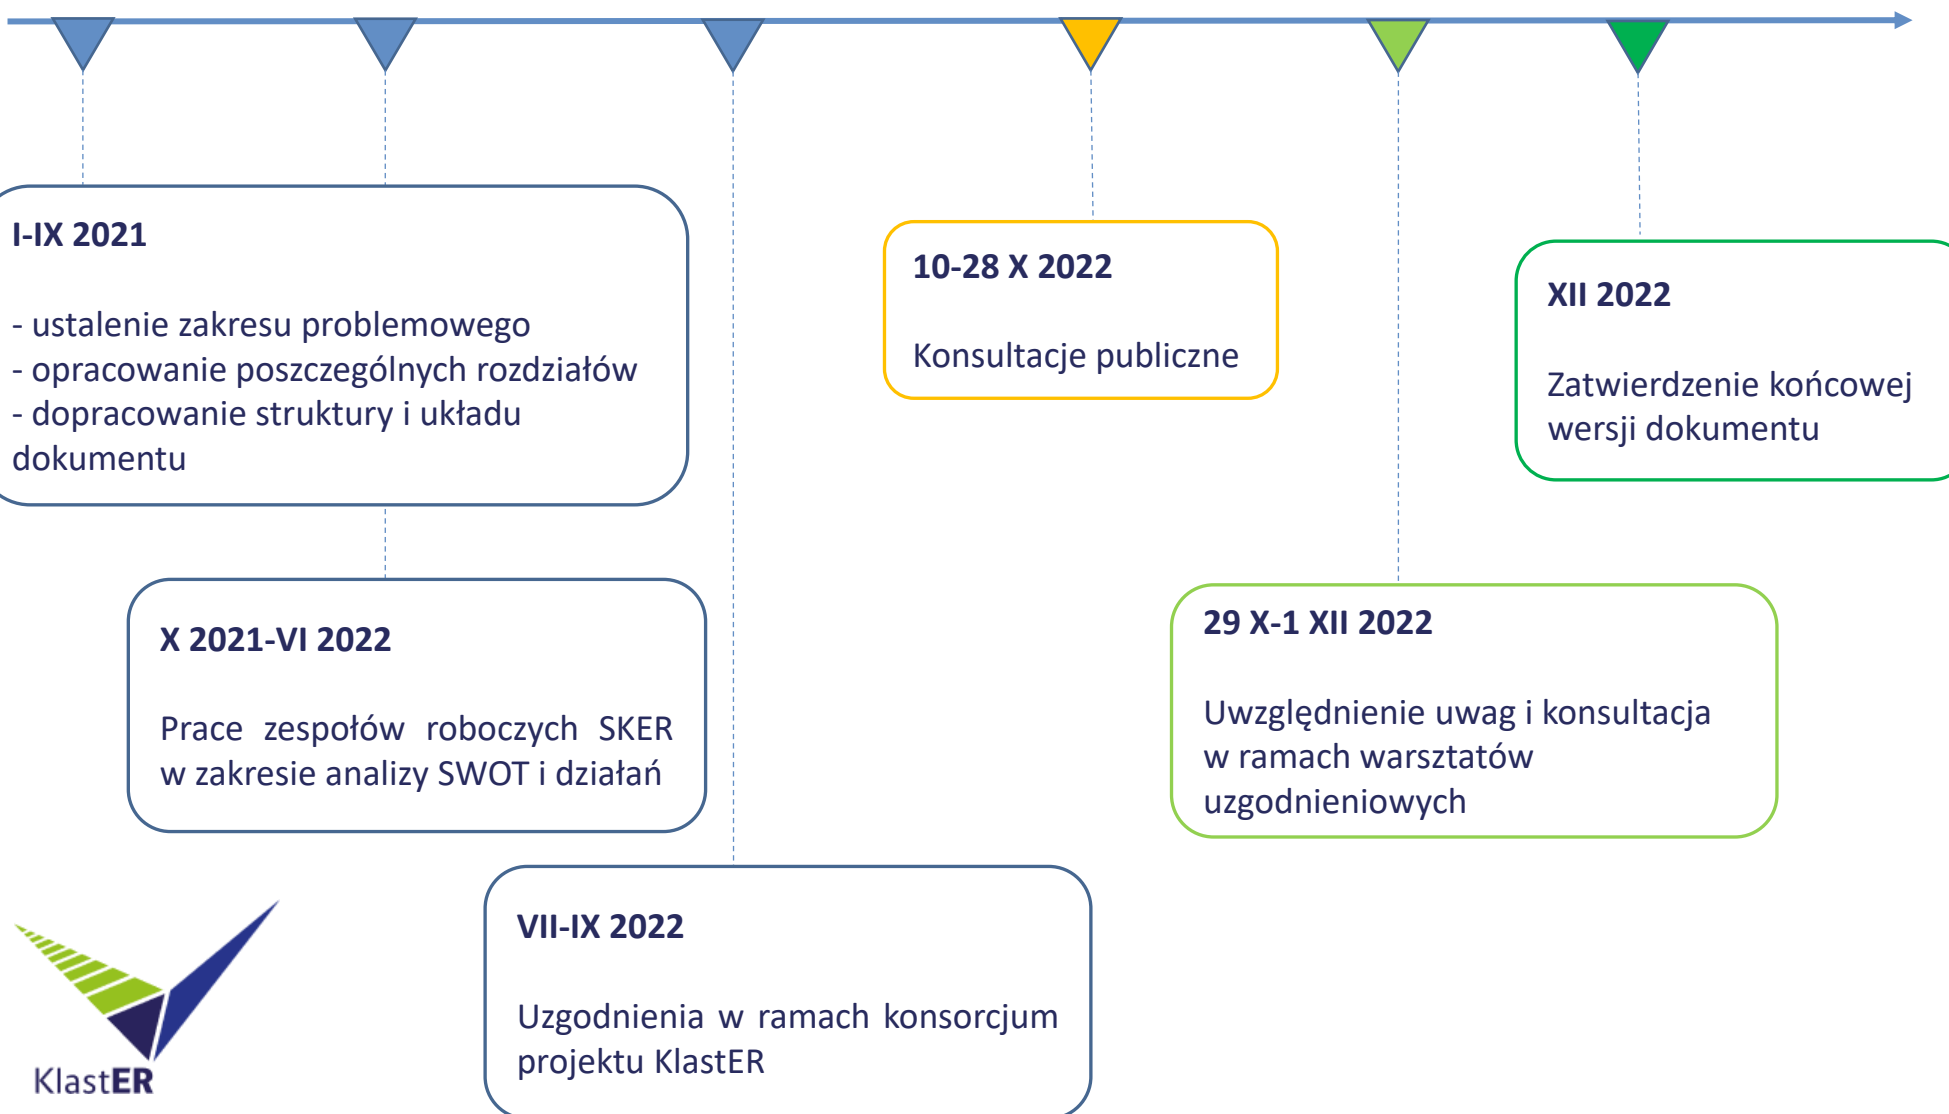 I-IX 2021
- ustalenie zakresu problemowego
- opracowanie poszczególnych rozdziałów
- dopracowanie struktury i układu
dokumentu
X 2021-VI 2022
Prace zespołów roboczych SKER
w zakresie analizy SWOT i działań
VII-IX 2022
Uzgodnienia w ramach konsorcjum
projektu KlastER
10-28 X 2022
Konsultacje publiczne
29 X-1 XII 2022
Uwzględnienie uwag i konsultacja
w ramach warsztatów
uzgodnieniowych
XII 2022
Zatwierdzenie końcowej
wersji dokumentu
KlastER